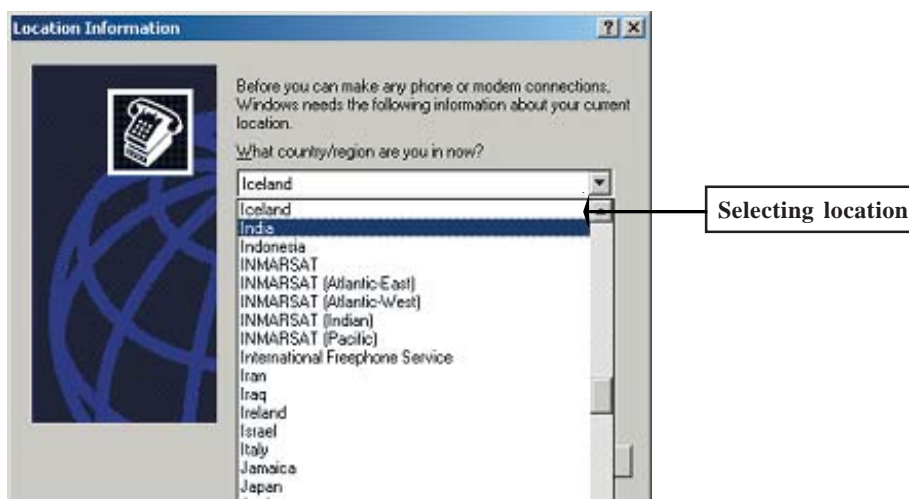 Location Information
Before you can make any phone or modem connections,
Windows needs the following information about your current
location.
What country/region are you in now?
Iceland
Iceland
India
Indonesia
INMARSAT
INMARSAT (Atlantic-East)
INMARSAT (Atlantic-West)
INMARSAT (Indian)
INMARSAT (Pacific)
International Freephone Service
Iran
Iraq
Ireland
Israel
Italy
Jamaica
Japan
Selecting location